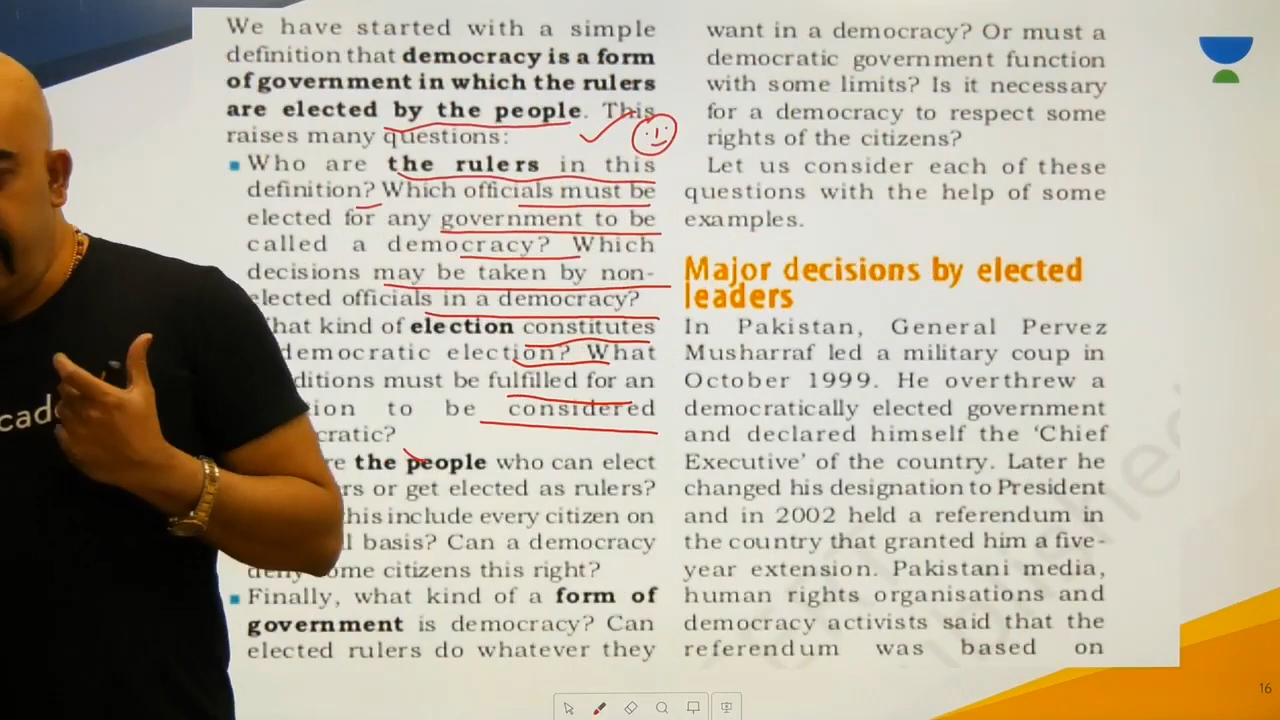 We have started with a simple
definition that democracy is a form
of government in which the rulers
are elected by the people. This
raises many questions:
Who are the rulers in this
definition? Which officials must be
elected for any government to be
called a democracy? Which
decisions may be taken by non-
elected officials in a democracy?
hat kind of election constitutes
democratic election? What
ditions must be fulfilled for an
ion to be considered
cratic?
re the people who can elect
rs or get elected as rulers?
his include every citizen on
l basis? Can a democracy
deny some citizens this right?
Finally, what kind of a form of
government is democracy? Can
elected rulers do whatever they
want in a democracy? Or must a
democratic government function
with some limits? Is it necessary
for a democracy to respect some
rights of the citizens?
Let us consider each of these
questions with the help of some
examples.
Major decisions by elected
leaders
In Pakistan, General Pervez
Musharraf led a military coup in
October 1999. He overthrew a
democratically elected government
and declared himself the ‘Chief
Executive’ of the country. Later he
changed his designation to President
and in 2002 held a referendum in
the country that granted him a five-
year extension. Pakistani media,
human rights organisations and
democracy activists said that the
referendum was based on
cad
16